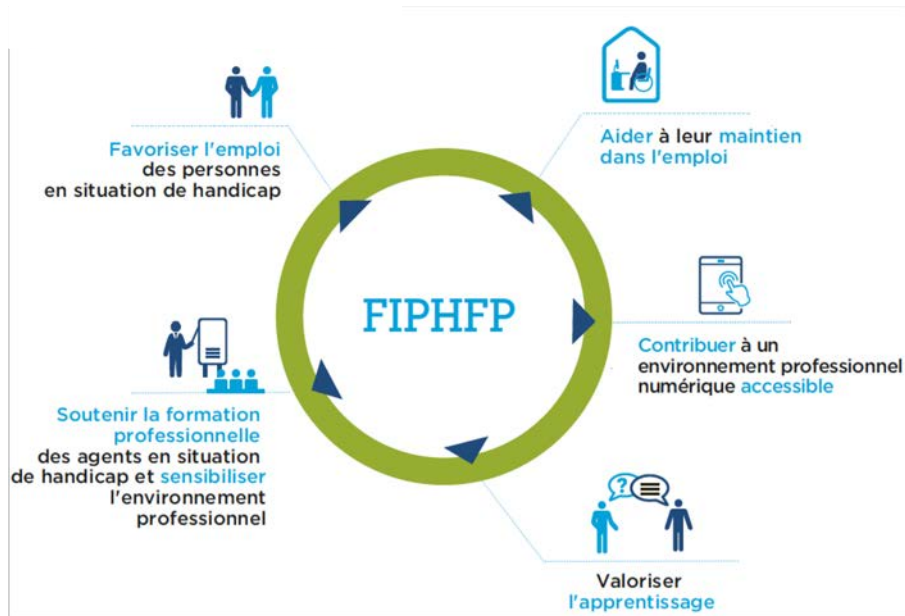 Favoriser l'emploi
des personnes
en situation de handicap
Aider à leur maintien
dans l'emploi
FIPHFP
Contribuer à un
environnement professionnel
numérique accessible
Soutenir la formation
professionnelle
des agents en situation
de handicap et sensibiliser
l'environnement
professionnel
?
Valoriser
l'apprentissage